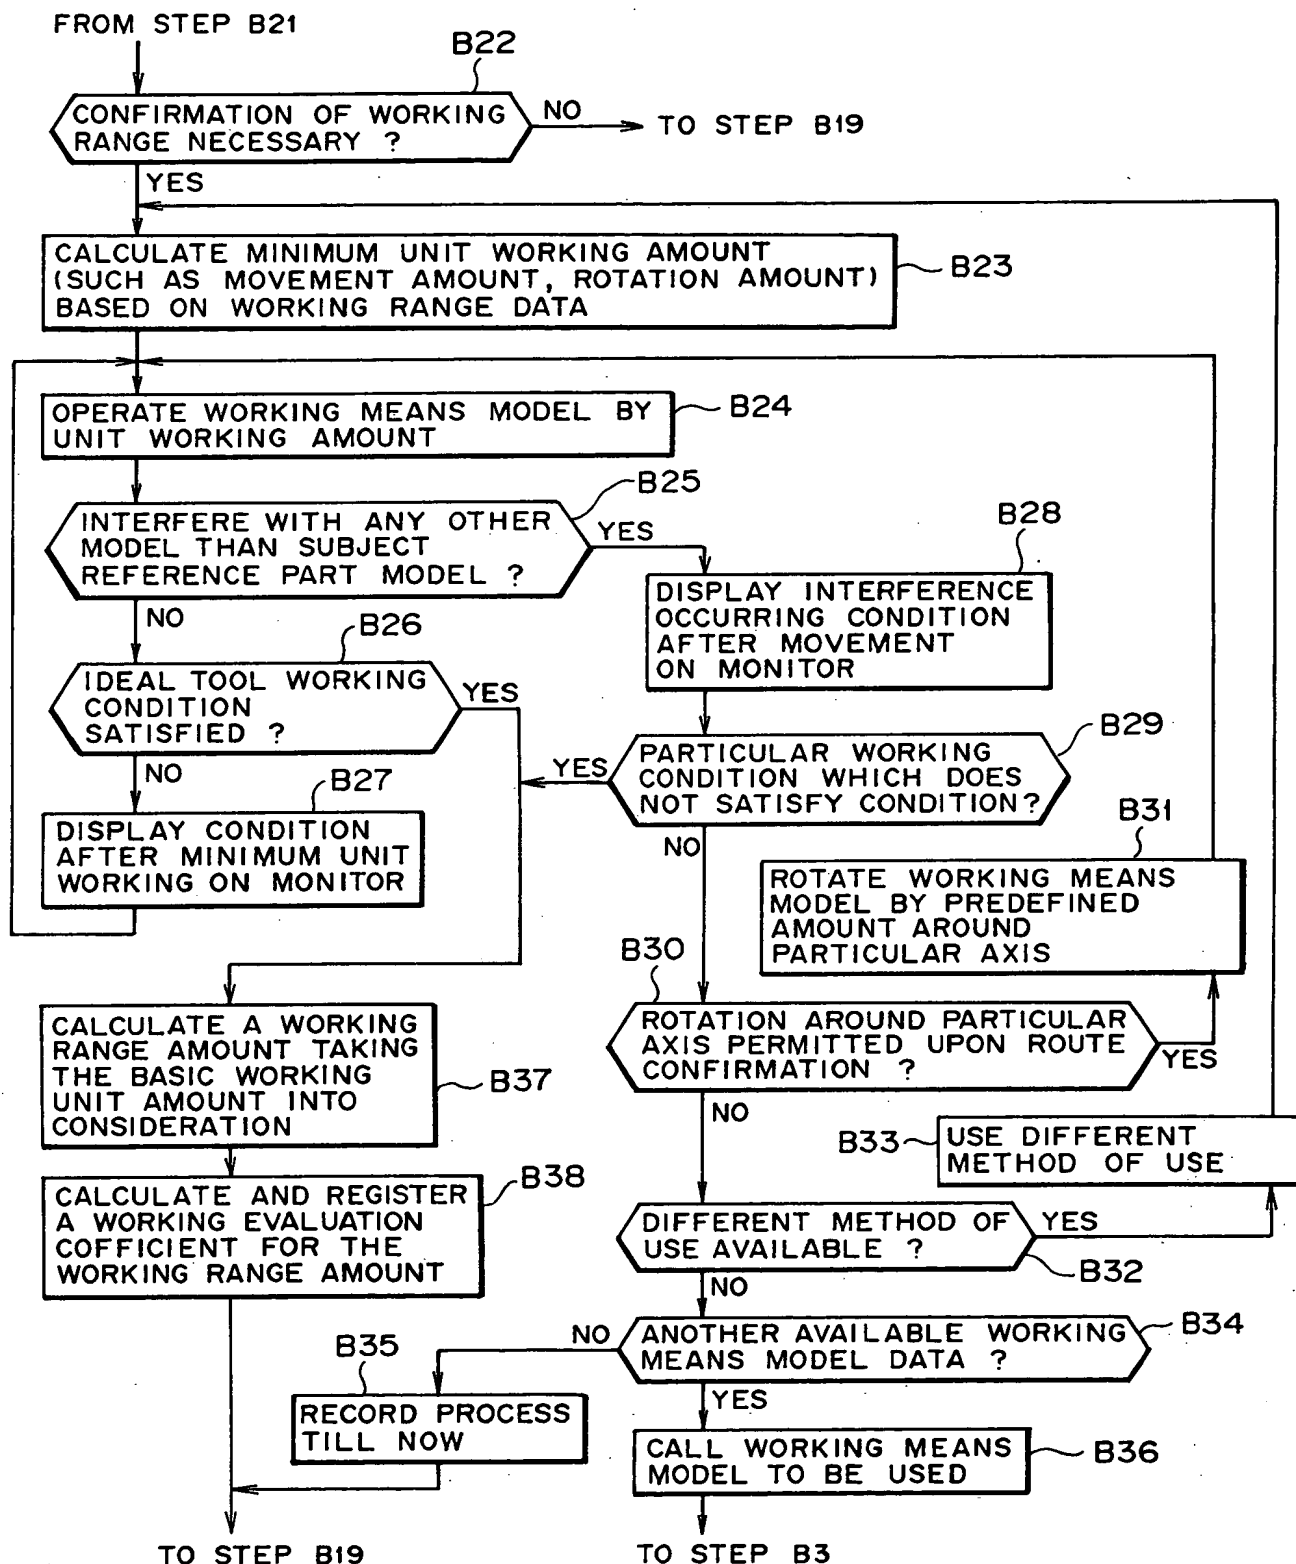 FROM STEP B21
B22
CONFIRMATION OF WORKING
RANGE NECESSARY ?
NO
TO STEP B19
YES
CALCULATE MINIMUM UNIT WORKING AMOUNT
(SUCH AS MOVEMENT AMOUNT, ROTATION AMOUNT)
BASED ON WORKING RANGE DATA
B23
OPERATE WORKING MEANS MODEL BY
UNIT WORKING AMOUNT
B24
B25
INTERFERE WITH ANY OTHER
MODEL THAN SUBJECT
REFERENCE PART MODEL ?
YES
NO
B28
DISPLAY INTERFERENCE
OCCURRING CONDITION
AFTER MOVEMENT
ON MONITOR
B26
IDEAL TOOL WORKING
CONDITION
SATISFIED ?
YES
NO
B29
PARTICULAR WORKING
CONDITION WHICH DOES
NOT SATISFY CONDITION?
YES
NO
B27
DISPLAY CONDITION
AFTER MINIMUM UNIT
WORKING ON MONITOR
B31
ROTATE WORKING MEANS
MODEL BY PREDEFINED
AMOUNT AROUND
PARTICULAR AXIS
B30
ROTATION AROUND PARTICULAR
AXIS PERMITTED UPON ROUTE
CONFIRMATION ?
YES
NO
CALCULATE A WORKING
RANGE AMOUNT TAKING
THE BASIC WORKING
UNIT AMOUNT INTO
CONSIDERATION
B37
B33
USE DIFFERENT
METHOD OF USE
CALCULATE AND REGISTER
A WORKING EVALUATION
COFFICIENT FOR THE
WORKING RANGE AMOUNT
B38
DIFFERENT METHOD OF
USE AVAILABLE ?
YES
B32
NO
ANOTHER AVAILABLE WORKING
MEANS MODEL DATA ?
B34
NO
YES
B35
RECORD PROCESS
TILL NOW
CALL WORKING MEANS
MODEL TO BE USED
B36
TO STEP B19
TO STEP B3